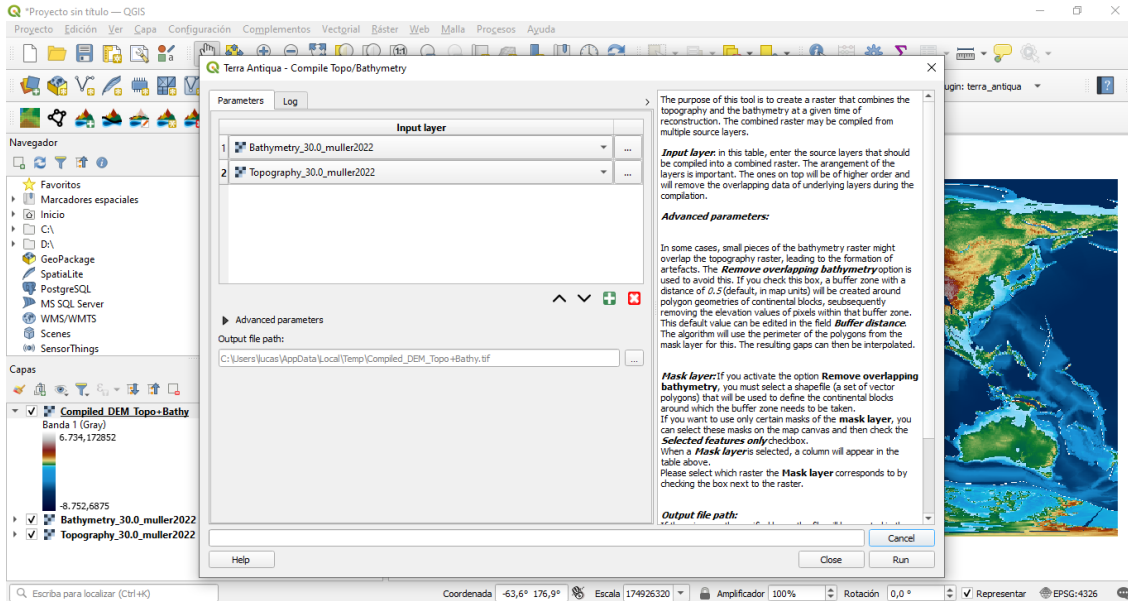 *Proyecto sin título — QGIS
Proyecto Edición Ver Capa Configuración Complementos Vectorial Ráster Web Malla Procesos Ayuda
Terra Antiqua - Compile Topo/Bathymetry
ugin: terra_antiqua
Parameters Log
Input layer
1 Bathymetry_30.0_muller2022 ...
2 Topography_30.0_muller2022 ...
Advanced parameters
Output file path:
C:\Users\lucas\AppData\Local\Temp\Compiled_DEM_Topo+Bathy.tif ...
The purpose of this tool is to create a raster that combines the
topography and the bathymetry at a given time of
reconstruction. The combined raster may be compiled from
multiple source layers.
Input layer: in this table, enter the source layers that should
be compiled into a combined raster. The arangement of the
layers is important. The ones on top will be of higher order and
will remove the overlapping data of underlying layers during the
compilation.
Advanced parameters:
In some cases, small pieces of the bathymetry raster might
overlap the topography raster, leading to the formation of
artefacts. The Remove overlapping bathymetry option is
used to avoid this. If you check this box, a buffer zone with a
distance of 0.5 (default, in map units) will be created around
polygon geometries of continental blocks, seubsequently
removing the elevation values of pixels within that buffer zone.
This default value can be edited in the field Buffer distance.
The algorithm will use the perimeter of the polygons from the
mask layer for this. The resulting gaps can then be interpolated.
Mask layer: If you activate the option Remove overlapping
bathymetry, you must select a shapefile (a set of vector
polygons) that will be used to define the continental blocks
around which the buffer zone needs to be taken.
If you want to use only certain masks of the mask layer, you
can select these masks on the map canvas and then check the
Selected features only checkbox.
When a Mask layer is selected, a column will appear in the
table above.
Please select which raster the Mask layer corresponds to by
checking the box next to the raster.
Output file path:
Cancel
Help Close Run
Navegador
Favoritos
Marcadores espaciales
Inicio
C:\
D:\
GeoPackage
SpatiaLite
PostgreSQL
MS SQL Server
WMS/WMTS
Scenes
SensorThings
Capas
Compiled DEM Topo+Bathy
Banda 1 (Gray)
6.734,172852
-8.752,6875
Bathymetry_30.0_muller2022
Topography_30.0_muller2022
Escriba para localizar (Ctrl+K) Coordenada -63,6° 176,9° Escala 174926320 Amplificador 100% Rotación 0,0 ° Representar EPSG:4326